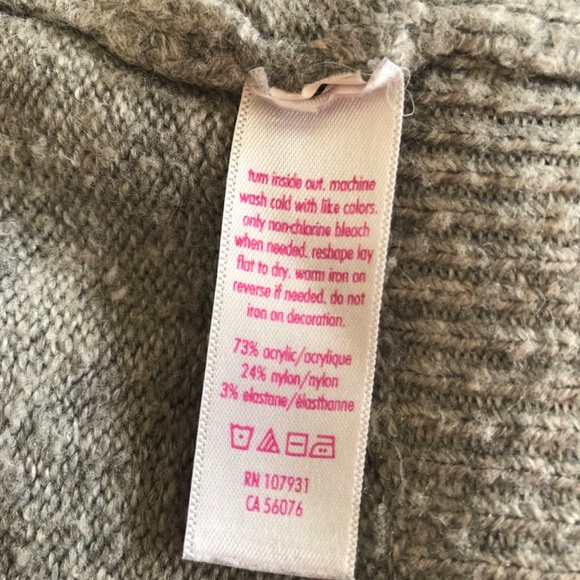 turn inside out. machine
wash cold with like colors.
only non-chlorine bleach
when needed. reshape lay
flat to dry. warm iron on
reverse if needed. do not
iron on decoration.
73% acrylic/acrylique
24% nylon/nylon
3% elastane/élasthanne
RN 107931
CA 56076